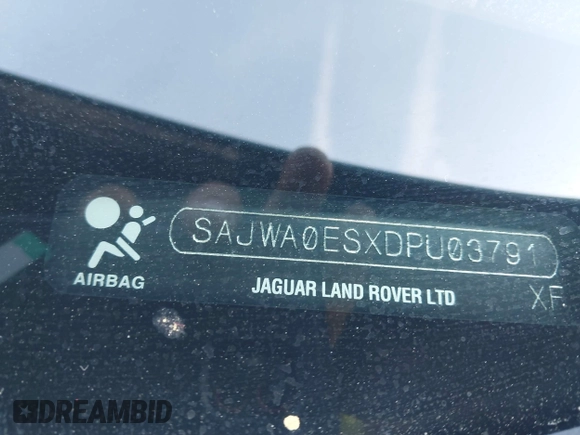 SAJWA0ESXDPU03791
AIRBAG
JAGUAR LAND ROVER LTD
XF
DREAMBID